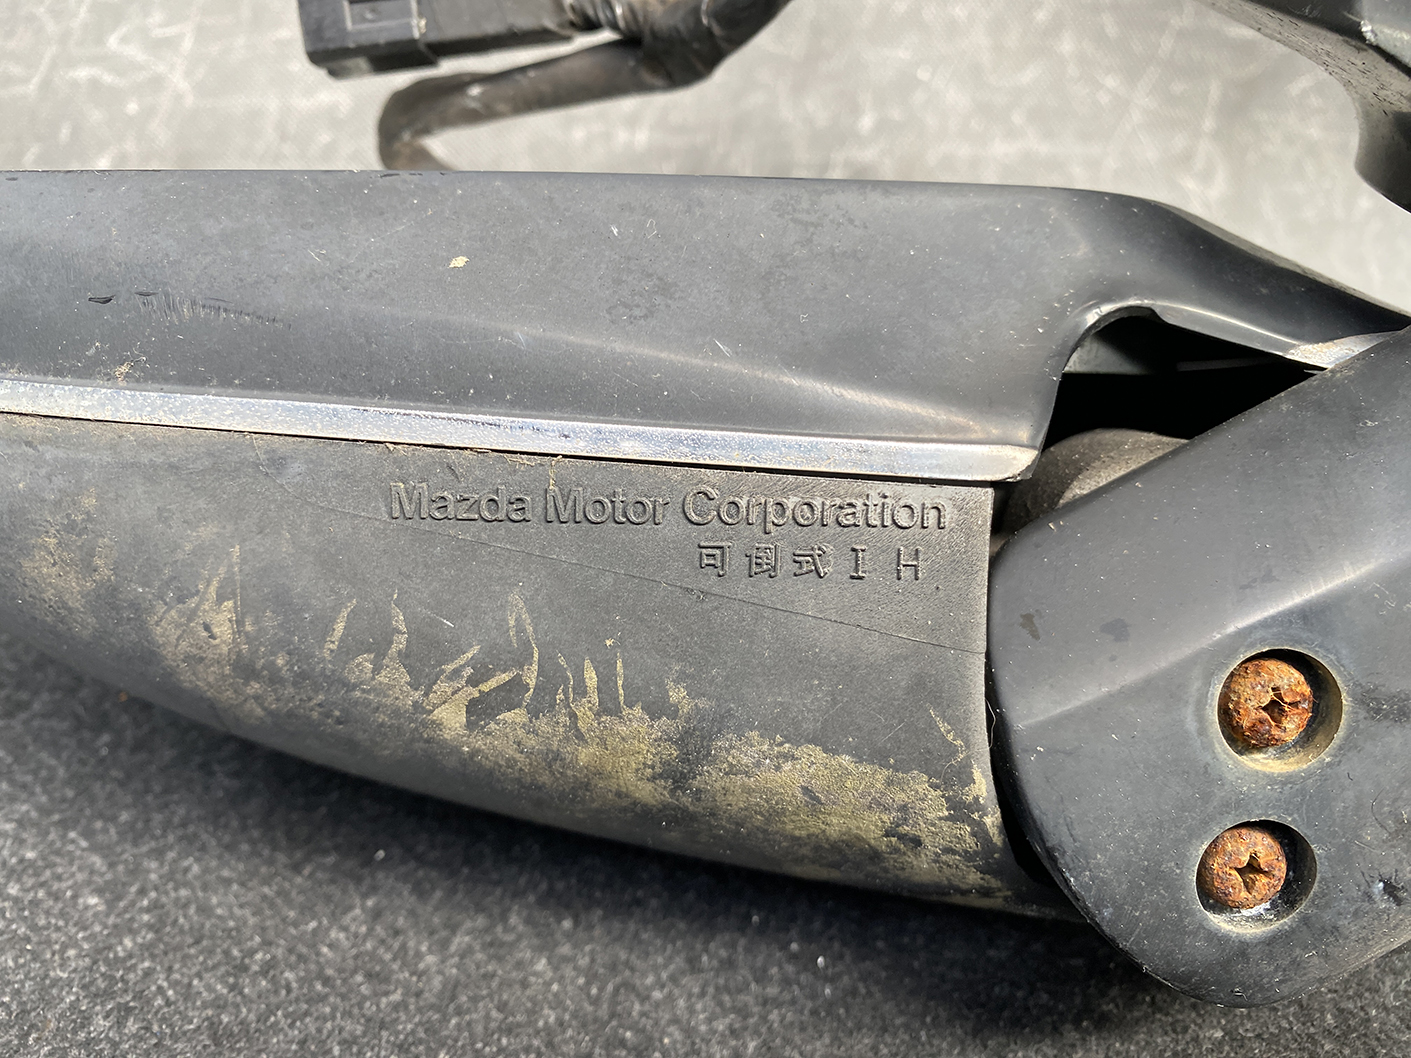 Mazda Motor Corporation
可倒式 I H